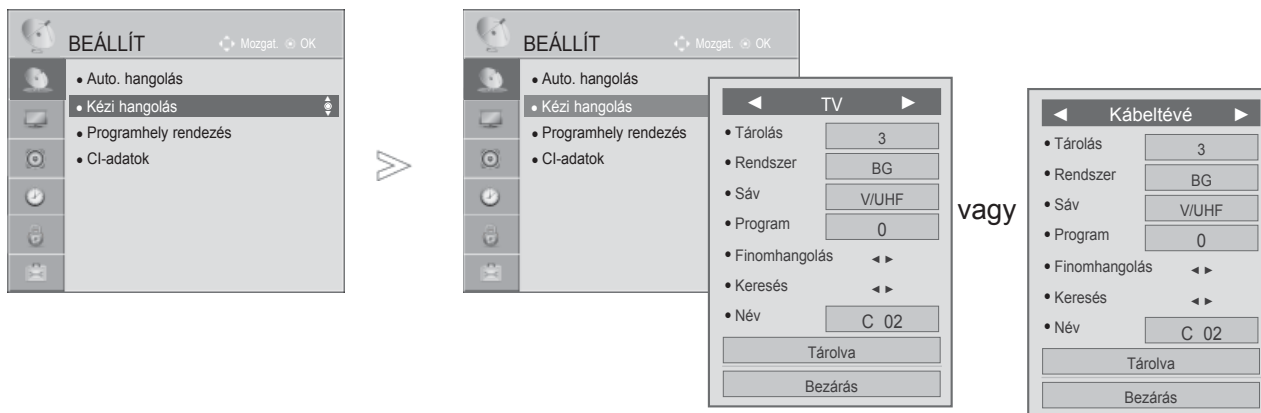 BEÁLLÍT Mozgat. OK
• Auto. hangolás
• Kézi hangolás
• Programhely rendezés
• CI-adatok
BEÁLLÍT Mozgat. OK
• Auto. hangolás
• Kézi hangolás
• Programhely rendezés
• CI-adatok
◄ TV ►
• Tárolás 3
• Rendszer BG
• Sáv V/UHF
• Program 0
• Finomhangolás ◄ ►
• Keresés ◄ ►
• Név C 02
Tárolva
Bezárás
vagy
◄ Kábeltévé ►
• Tárolás 3
• Rendszer BG
• Sáv V/UHF
• Program 0
• Finomhangolás ◄ ►
• Keresés ◄ ►
• Név C 02
Tárolva
Bezárás